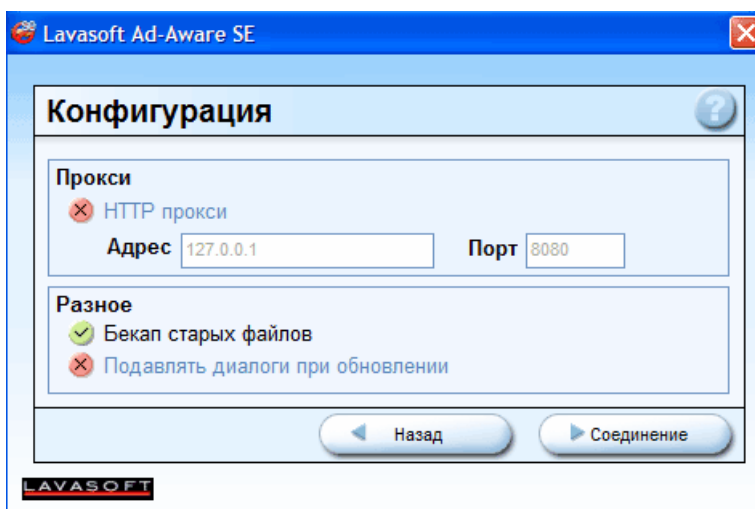 Lavasoft Ad-Aware SE
Конфигурация
?
Прокси
HTTP прокси
Адрес 127.0.0.1 Порт 8080
Разное
Бекап старых файлов
Подавлять диалоги при обновлении
Назад Соединение
LAVASOFT